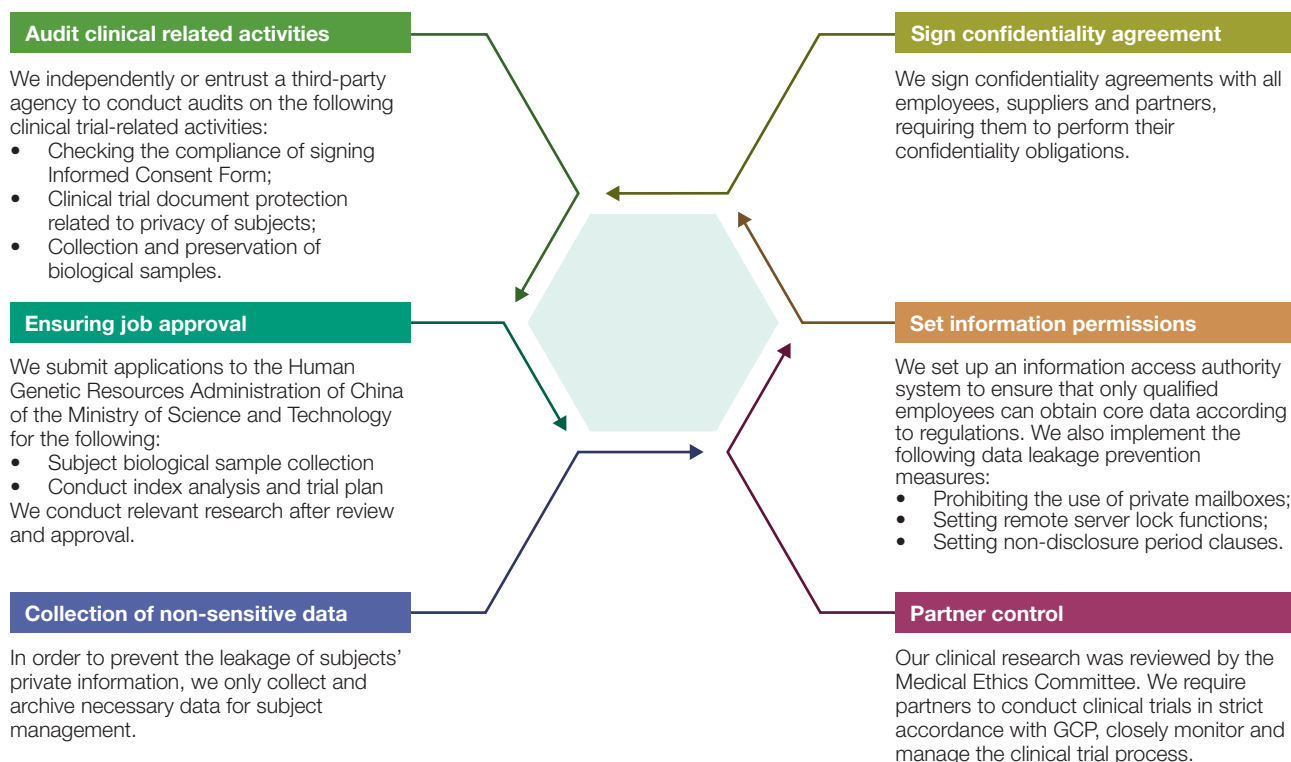 Audit clinical related activities
We independently or entrust a third-party
agency to conduct audits on the following
clinical trial-related activities:
• Checking the compliance of signing
Informed Consent Form;
• Clinical trial document protection
related to privacy of subjects;
• Collection and preservation of
biological samples.
Ensuring job approval
We submit applications to the Human
Genetic Resources Administration of China
of the Ministry of Science and Technology
for the following:
• Subject biological sample collection
• Conduct index analysis and trial plan
We conduct relevant research after review
and approval.
Collection of non-sensitive data
In order to prevent the leakage of subjects’
private information, we only collect and
archive necessary data for subject
management.
Sign confidentiality agreement
We sign confidentiality agreements with all
employees, suppliers and partners,
requiring them to perform their
confidentiality obligations.
Set information permissions
We set up an information access authority
system to ensure that only qualified
employees can obtain core data according
to regulations. We also implement the
following data leakage prevention
measures:
• Prohibiting the use of private mailboxes;
• Setting remote server lock functions;
• Setting non-disclosure period clauses.
Partner control
Our clinical research was reviewed by the
Medical Ethics Committee. We require
partners to conduct clinical trials in strict
accordance with GCP, closely monitor and
manage the clinical trial process.